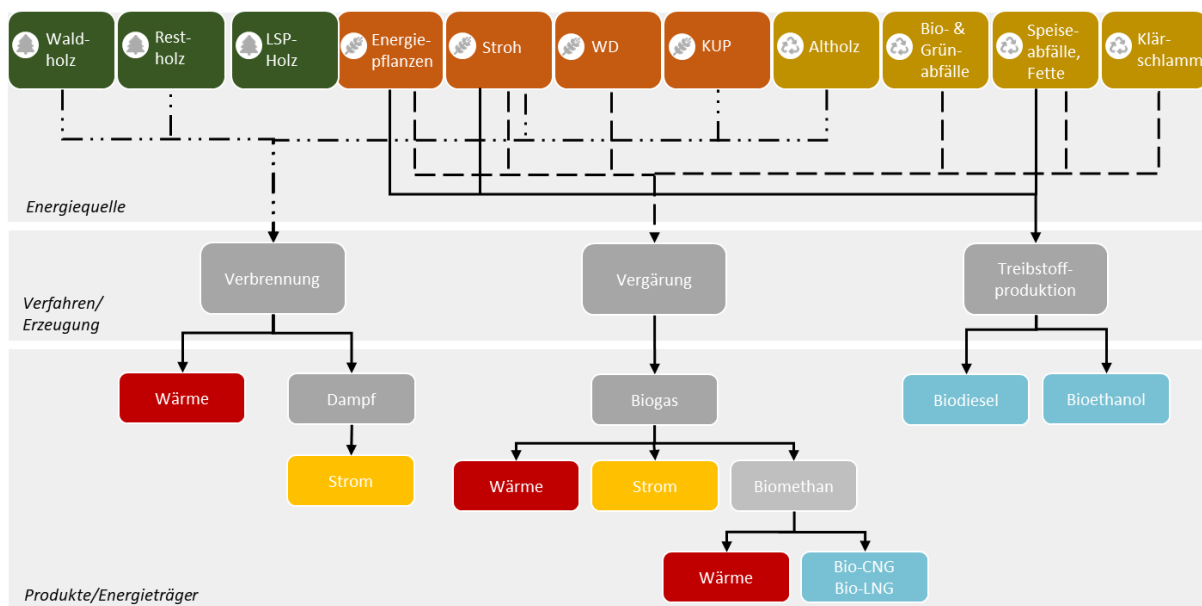 Wald-
holz
Rest-
holz
LSP-
Holz
Energie-
pflanzen
Stroh
WD
KUP
Altholz
Bio- &
Grün-
abfälle
Speise-
abfälle,
Fette
Klär-
schlamm
Energiequelle
Verbrennung
Vergärung
Treibstoff-
produktion
Verfahren/
Erzeugung
Wärme
Dampf
Biogas
Biodiesel
Bioethanol
Strom
Wärme
Strom
Biomethan
Wärme
Bio-CNG
Bio-LNG
Produkte/Energieträger